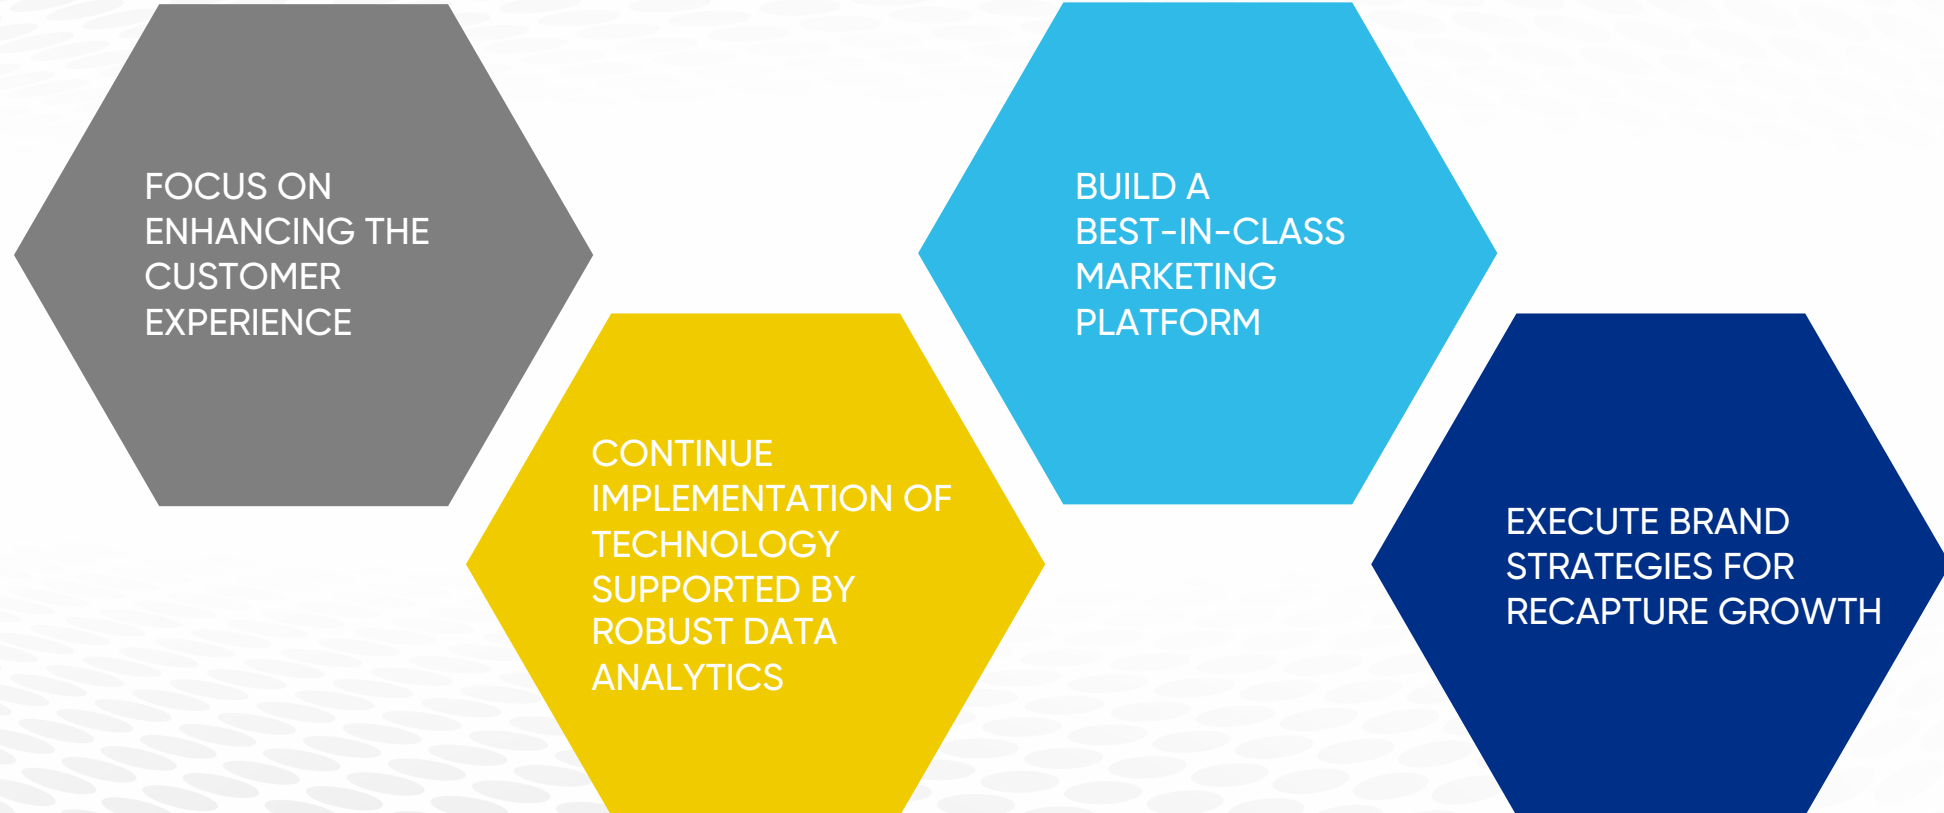 FOCUS ON
ENHANCING THE
CUSTOMER
EXPERIENCE
CONTINUE
IMPLEMENTATION OF
TECHNOLOGY
SUPPORTED BY
ROBUST DATA
ANALYTICS
BUILD A
BEST-IN-CLASS
MARKETING
PLATFORM
EXECUTE BRAND
STRATEGIES FOR
RECAPTURE GROWTH